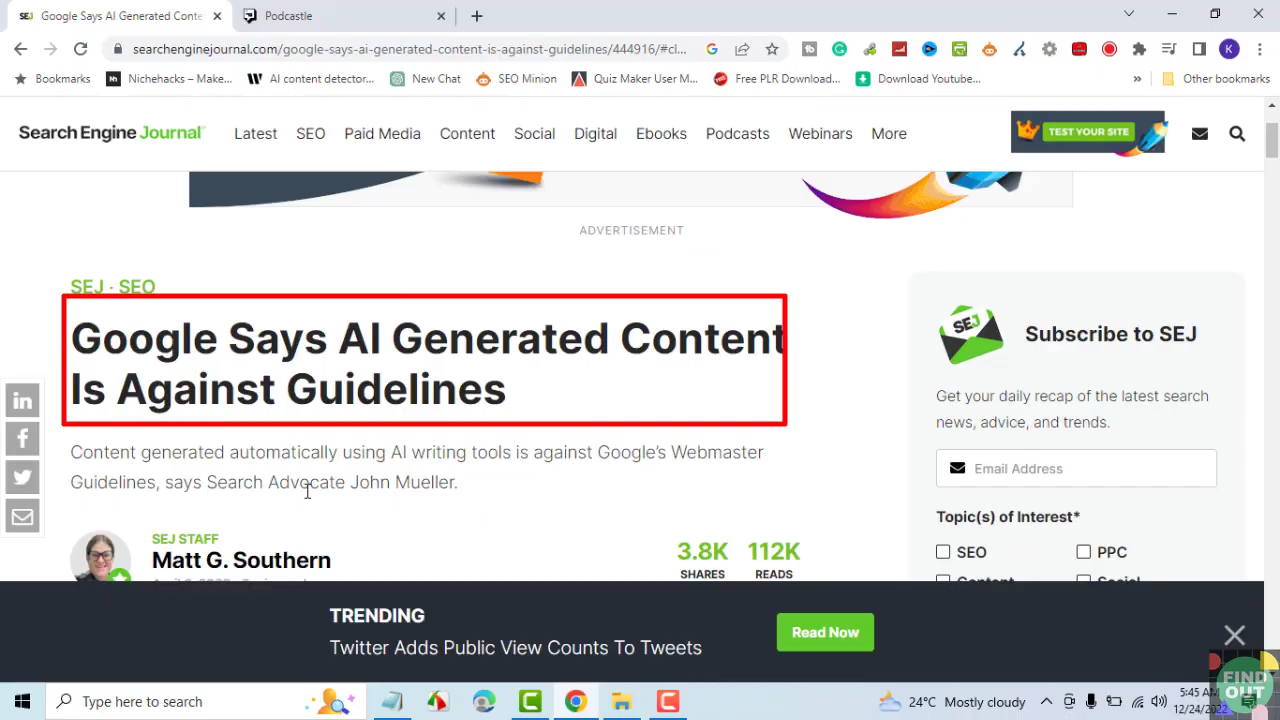 SEJ Google Says AI Generated Conte
Podcastle
searchenginejournal.com/google-says-ai-generated-content-is-against-guidelines/444916/#cl...
K
Bookmarks
Nichehacks – Make...
AI content detector...
New Chat
SEO Minion
Quiz Maker User M...
Free PLR Download...
Download Youtube...
»
Other bookmarks
Search Engine Journal
Latest
SEO
Paid Media
Content
Social
Digital
Ebooks
Podcasts
Webinars
More
TEST YOUR SITE
ADVERTISEMENT
SEJ · SEO
Google Says AI Generated Content
Is Against Guidelines
Content generated automatically using AI writing tools is against Google's Webmaster
Guidelines, says Search Advocate John Mueller.
SEJ STAFF
Matt G. Southern
3.8K
SHARES
112K
READS
SEJ
Subscribe to SEJ
Get your daily recap of the latest search
news, advice, and trends.
Email Address
Topic(s) of Interest*
SEO
PPC
Content
Social
TRENDING
Twitter Adds Public View Counts To Tweets
Read Now
FIND
OUT
Type here to search
24°C Mostly cloudy
5:45 AM
12/24/2022